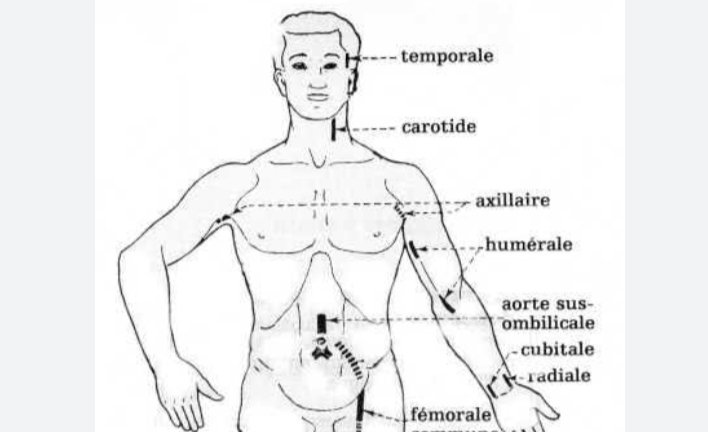 temporale
carotide
axillaire
humérale
aorte sus-
ombilicale
cubitale
radiale
fémorale